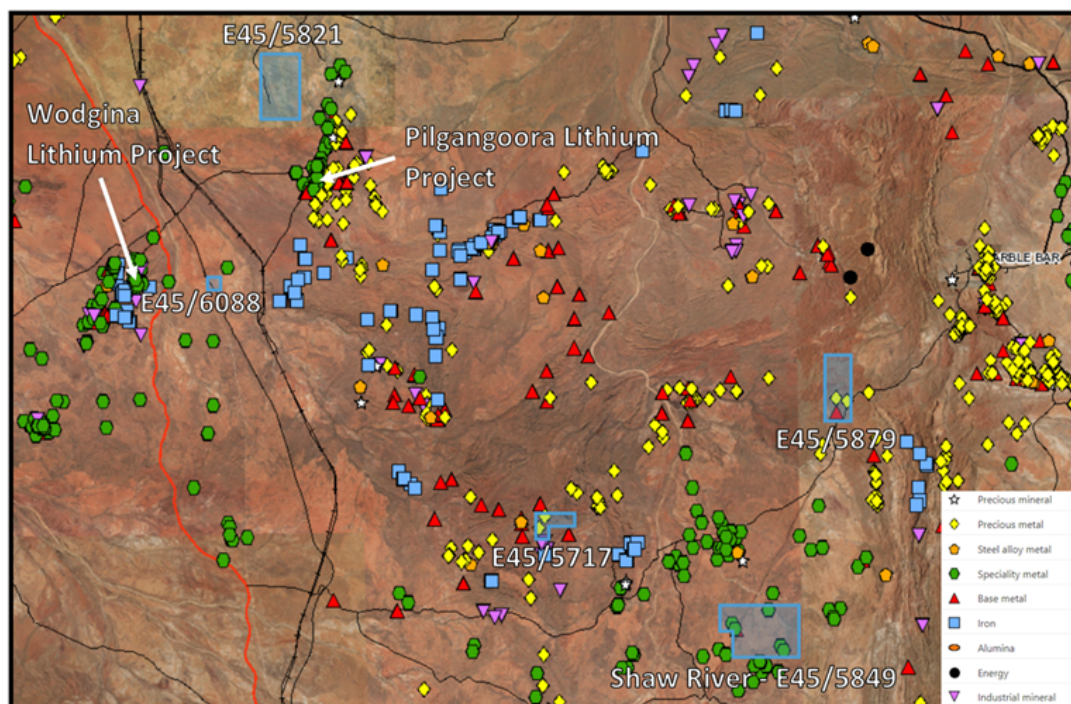 E45/5821
Wodgina
Lithium Project
Pilgangoora Lithium
Project
E45/6088
ARBLE BAR
E45/5879
E45/5717
Shaw River - E45/5849
Precious mineral
Precious metal
Steel alloy metal
Speciality metal
Base metal
Iron
Alumina
Energy
Industrial mineral